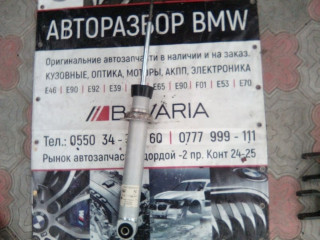 АВТОРАЗБОР BMW
Оригинальные автозапчасти в наличии и на заказ.
КУЗОВНЫЕ, ОПТИКА, МОТОРЫ, АКПП, ЭЛЕКТРОНИКА
E46 | E90 | E92 | E39 | E65 | E90 | F01 | E53 | E70
BAVARIA
Тел.: 0550 34 - 60 | 0777 999 - 111
Рынок автозапчас дордой -2 пр. Конт 24-25